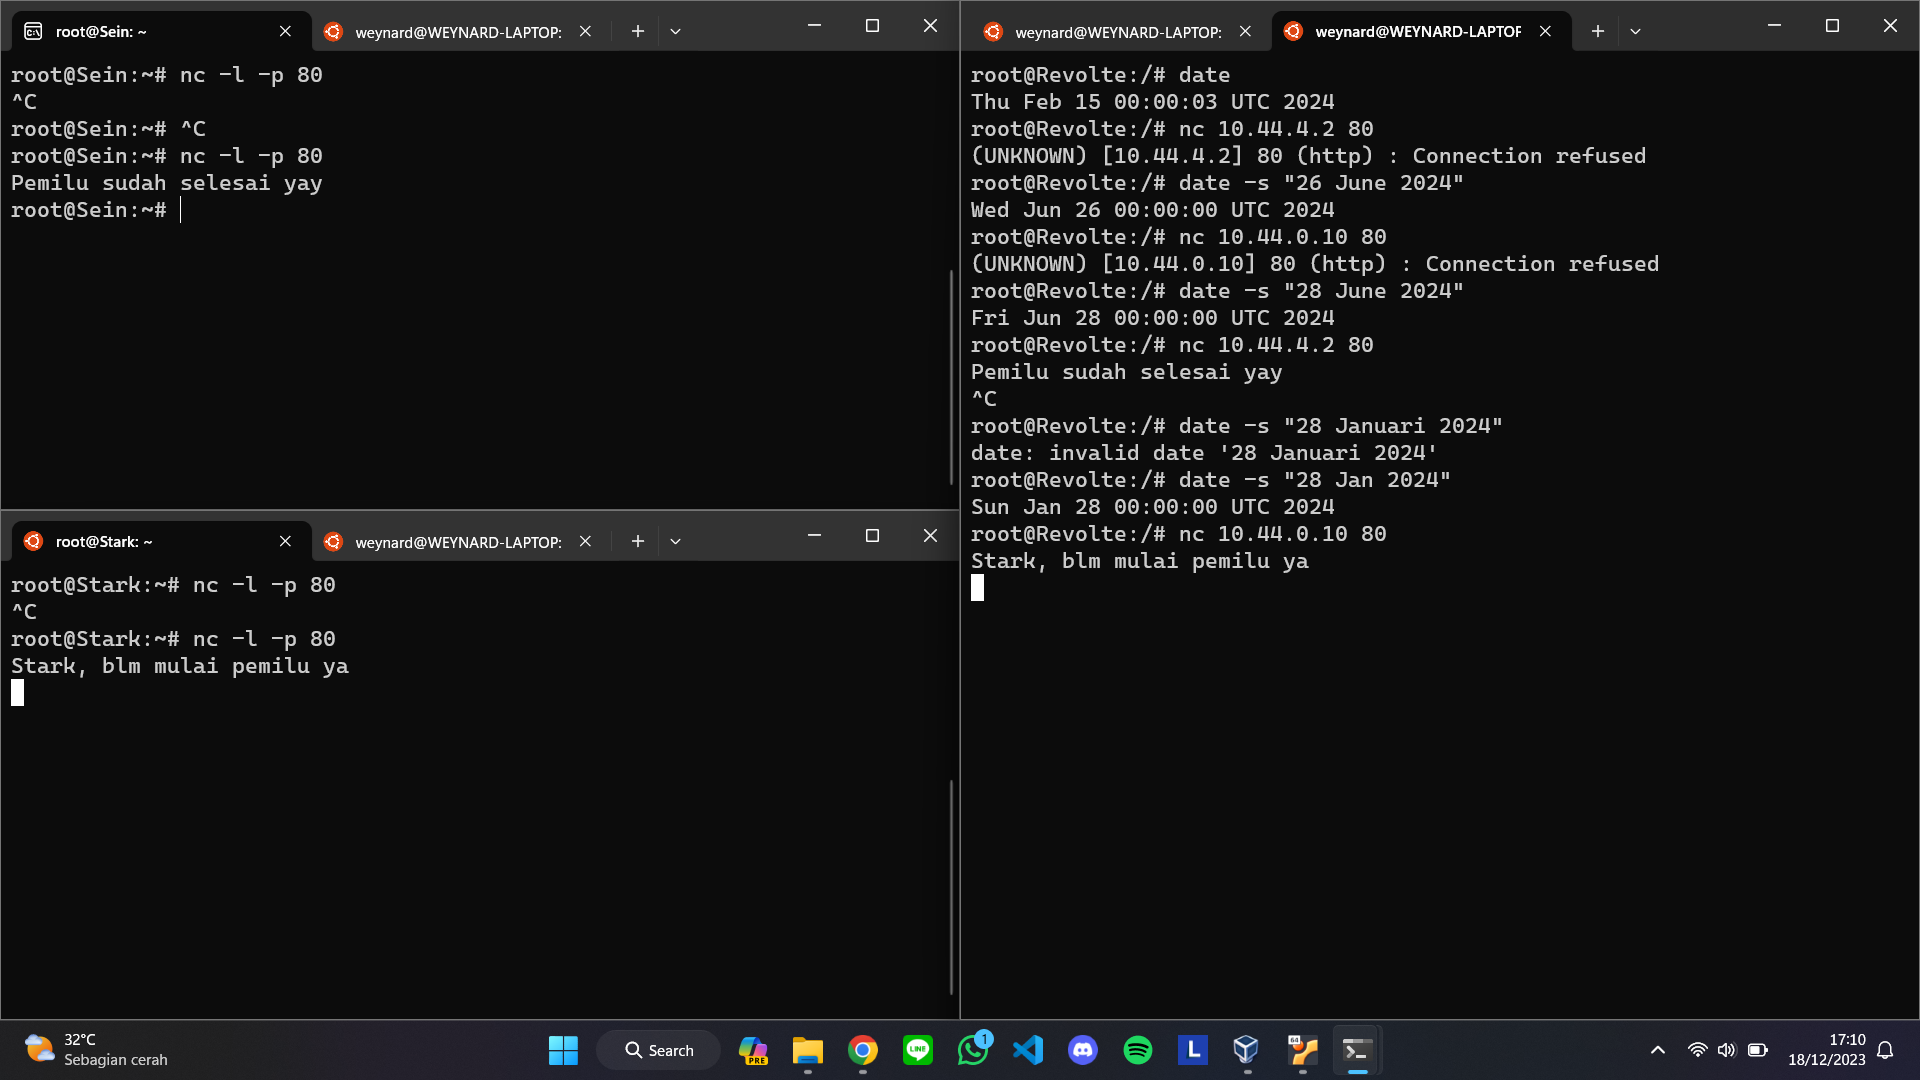 root@Sein: ~
weynard@WEYNARD-LAPTOP:
root@Sein:~# nc -l -p 80
^C
root@Sein:~# ^C
root@Sein:~# nc -l -p 80
Pemilu sudah selesai yay
root@Sein:~#
root@Stark: ~
weynard@WEYNARD-LAPTOP:
root@Stark:~# nc -l -p 80
^C
root@Stark:~# nc -l -p 80
Stark, blm mulai pemilu ya
weynard@WEYNARD-LAPTOP:
weynard@WEYNARD-LAPTOP
root@Revolte:/# date
Thu Feb 15 00:00:03 UTC 2024
root@Revolte:/# nc 10.44.4.2 80
(UNKNOWN) [10.44.4.2] 80 (http) : Connection refused
root@Revolte:/# date -s "26 June 2024"
Wed Jun 26 00:00:00 UTC 2024
root@Revolte:/# nc 10.44.0.10 80
(UNKNOWN) [10.44.0.10] 80 (http) : Connection refused
root@Revolte:/# date -s "28 June 2024"
Fri Jun 28 00:00:00 UTC 2024
root@Revolte:/# nc 10.44.4.2 80
Pemilu sudah selesai yay
^C
root@Revolte:/# date -s "28 Januari 2024"
date: invalid date '28 Januari 2024'
root@Revolte:/# date -s "28 Jan 2024"
Sun Jan 28 00:00:00 UTC 2024
root@Revolte:/# nc 10.44.0.10 80
Stark, blm mulai pemilu ya
32°C
Sebagian cerah
Search
PRE
LINE
1
L
64
17:10
18/12/2023